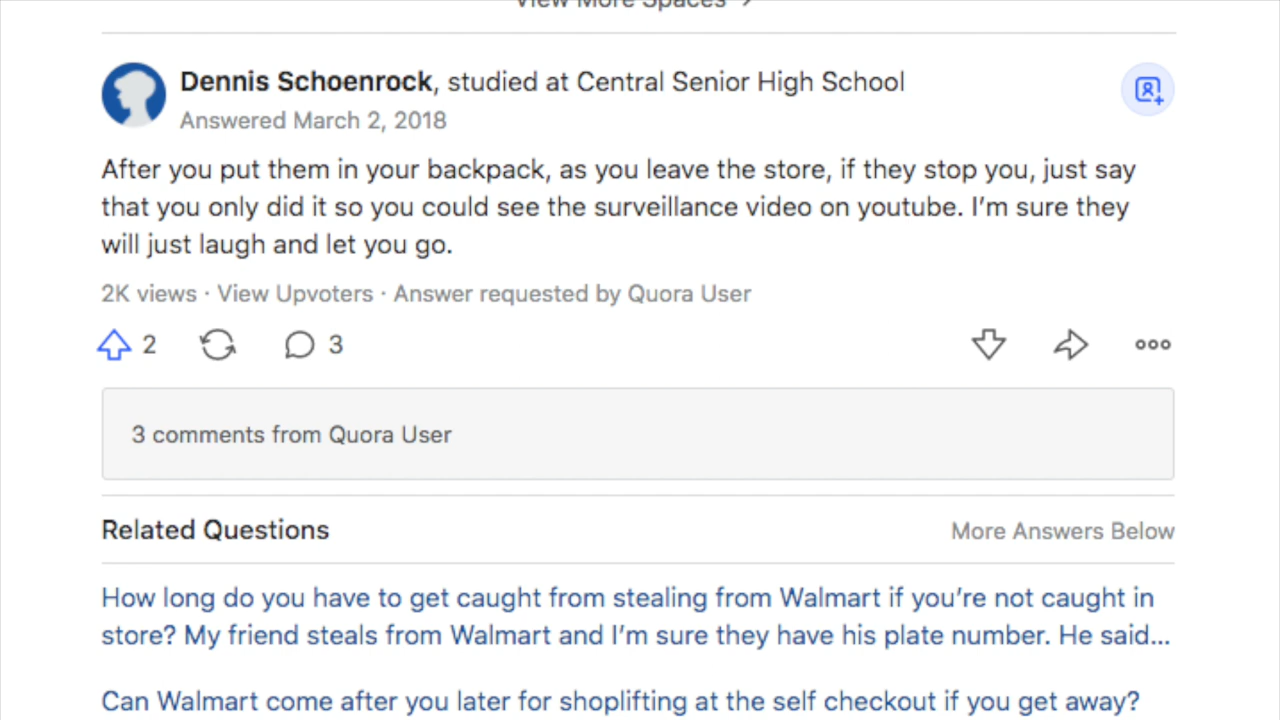 View More Spaces
Dennis Schoenrock, studied at Central Senior High School
Answered March 2, 2018
After you put them in your backpack, as you leave the store, if they stop you, just say
that you only did it so you could see the surveillance video on youtube. I'm sure they
will just laugh and let you go.
2K views · View Upvoters · Answer requested by Quora User
2 3
3 comments from Quora User
Related Questions More Answers Below
How long do you have to get caught from stealing from Walmart if you're not caught in
store? My friend steals from Walmart and I'm sure they have his plate number. He said...
Can Walmart come after you later for shoplifting at the self checkout if you get away?